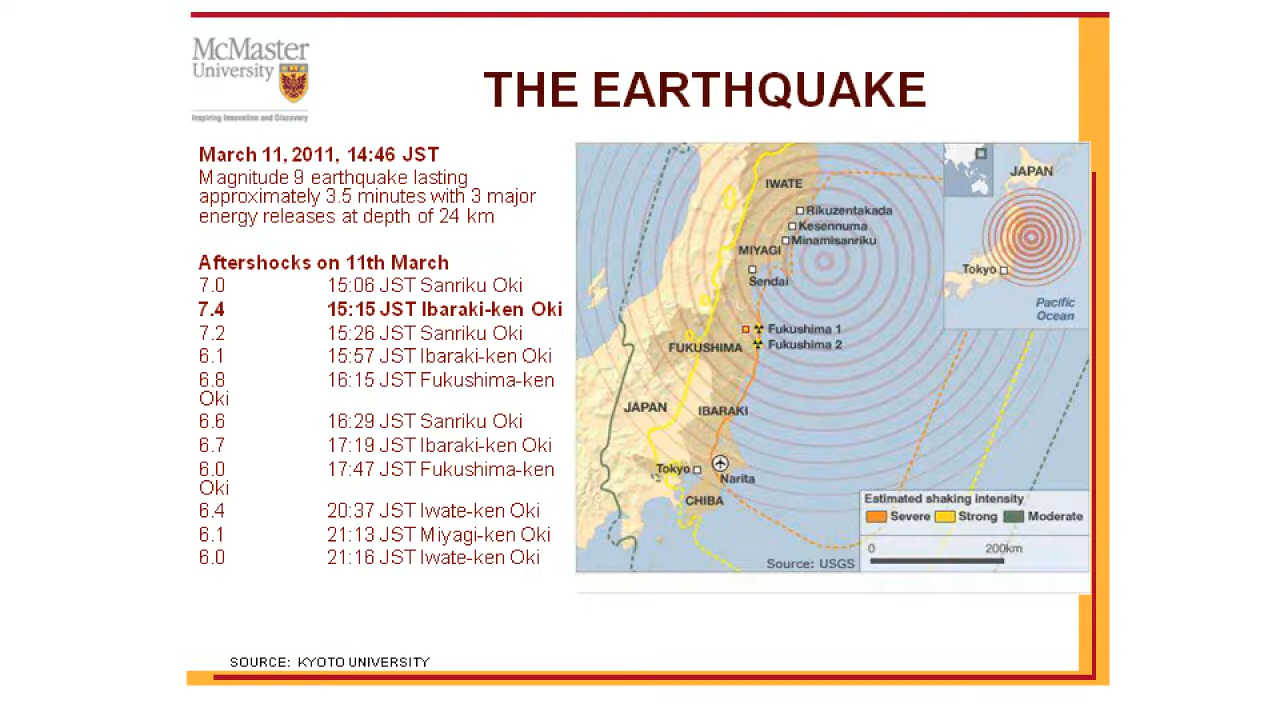 McMaster
University
Inspiring Innovation and Discovery
THE EARTHQUAKE
March 11, 2011, 14:46 JST
Magnitude 9 earthquake lasting
approximately 3.5 minutes with 3 major
energy releases at depth of 24 km
Aftershocks on 11th March
7.0 15:06 JST Sanriku Oki
7.4 15:15 JST Ibaraki-ken Oki
7.2 15:26 JST Sanriku Oki
6.1 15:57 JST Ibaraki-ken Oki
6.8 16:15 JST Fukushima-ken
Oki
6.6 16:29 JST Sanriku Oki
6.7 17:19 JST Ibaraki-ken Oki
6.0 17:47 JST Fukushima-ken
Oki
6.4 20:37 JST Iwate-ken Oki
6.1 21:13 JST Miyagi-ken Oki
6.0 21:16 JST Iwate-ken Oki
IWATE
Rikuzentakada
Kesennuma
Minamisanriku
MIYAGI
Sendai
Fukushima 1
Fukushima 2
FUKUSHIMA
JAPAN
IBARAKI
Tokyo
Narita
CHIBA
JAPAN
Tokyo
Pacific
Ocean
Estimated shaking intensity
Severe Strong Moderate
0 200km
Source: USGS
SOURCE: KYOTO UNIVERSITY